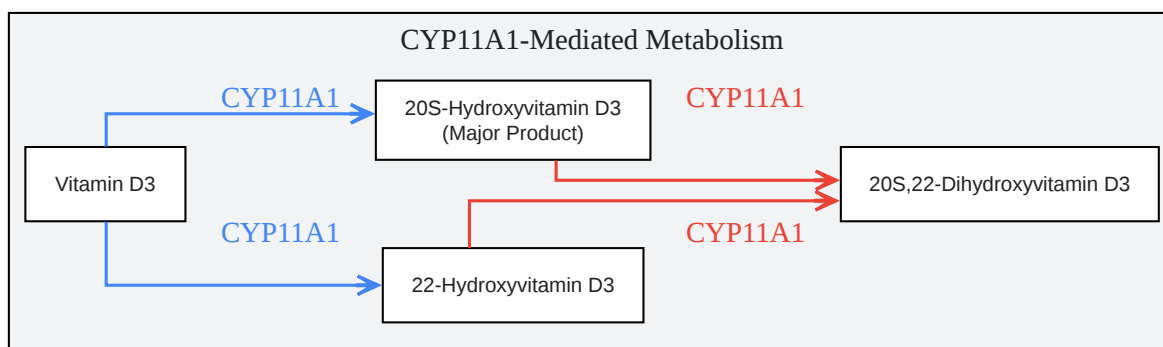 CYP11A1-Mediated Metabolism
CYP11A1
CYP11A1
20S-Hydroxyvitamin D3
(Major Product)
Vitamin D3
20S,22-Dihydroxyvitamin D3
CYP11A1
CYP11A1
22-Hydroxyvitamin D3